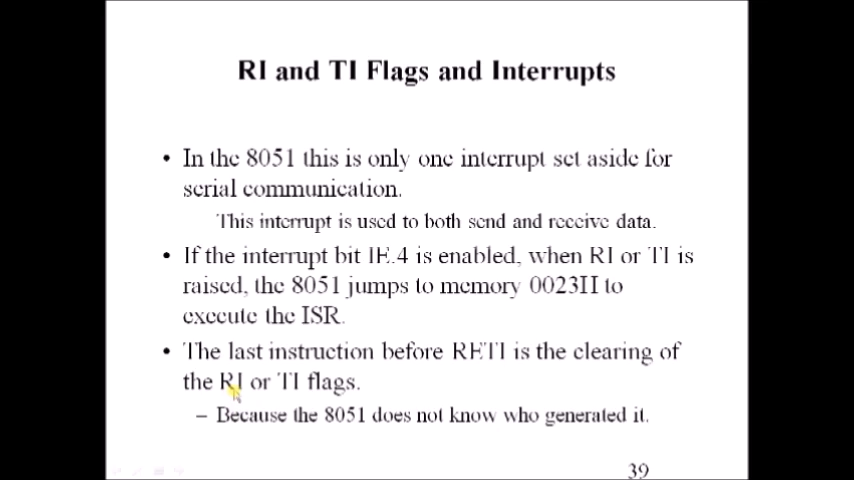 RI and TI Flags and Interrupts
• In the 8051 this is only one interrupt set aside for
serial communication.
This interrupt is used to both send and receive data.
• If the interrupt bit IE.4 is enabled, when RI or TI is
raised, the 8051 jumps to memory 0023H to
execute the ISR.
• The last instruction before RETI is the clearing of
the RI or TI flags.
– Because the 8051 does not know who generated it.
39